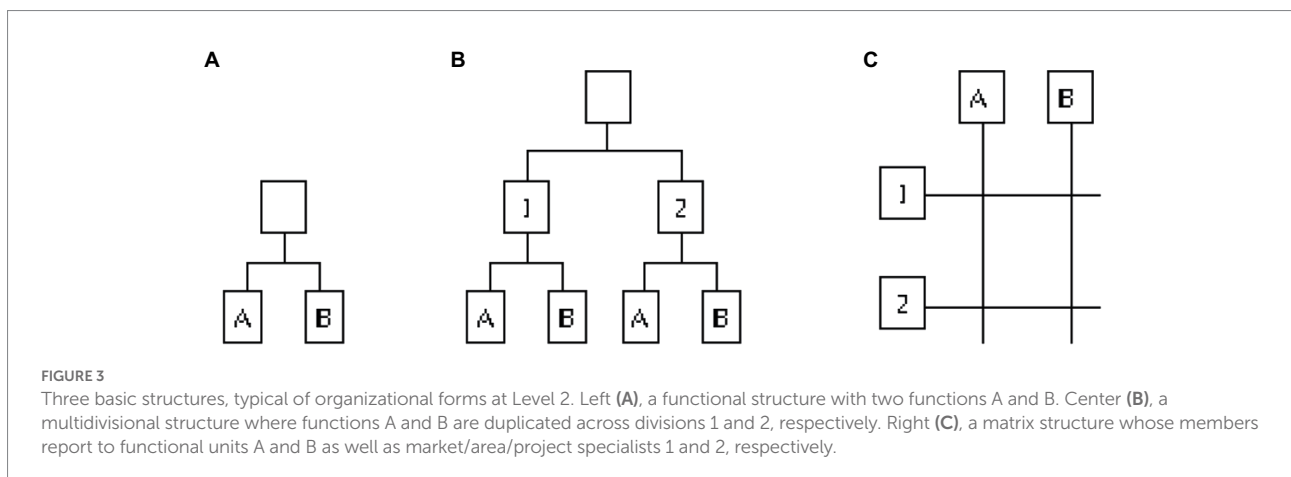 A B C
A B
1
1 2
2
A B A B A B
FIGURE 3
Three basic structures, typical of organizational forms at Level 2. Left (A), a functional structure with two functions A and B. Center (B), a
multidivisional structure where functions A and B are duplicated across divisions 1 and 2, respectively. Right (C), a matrix structure whose members
report to functional units A and B as well as market/area/project specialists 1 and 2, respectively.